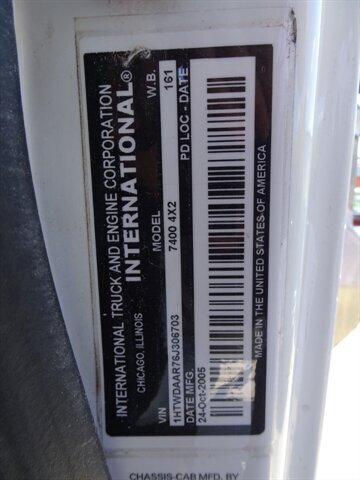 INTERNATIONAL TRUCK AND ENGINE CORPORATION
CHICAGO, ILLINOIS
INTERNATIONAL®
VIN MODEL W.B.
1HTWDAAR76J306703 7400 4X2 161
DATE MFG. PD LOC - DATE
24-Oct-2005
MADE IN THE UNITED STATES OF AMERICA
CHASSIS-CAB MFD. BY